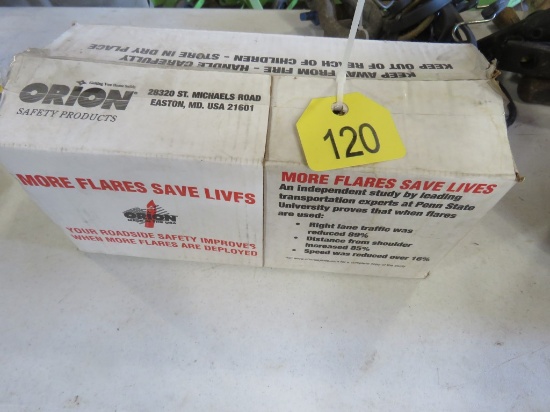 KEEP AWAY FROM FIRE - HANDLE CAREFULLY
KEEP OUT OF REACH OF CHILDREN - STORE IN DRY PLACE
ORION
SAFETY PRODUCTS
28320 ST. MICHAELS ROAD
EASTON, MD. USA 21601
120
MORE FLARES SAVE LIVES
ORION
YOUR ROADSIDE SAFETY IMPROVES
WHEN MORE FLARES ARE DEPLOYED
MORE FLARES SAVE LIVES
An independent study by leading
transportation experts at Penn State
University proves that when flares
are used:
• Right lane traffic was
reduced 89%
• Distance from shoulder
increased 85%
• Speed was reduced over 16%